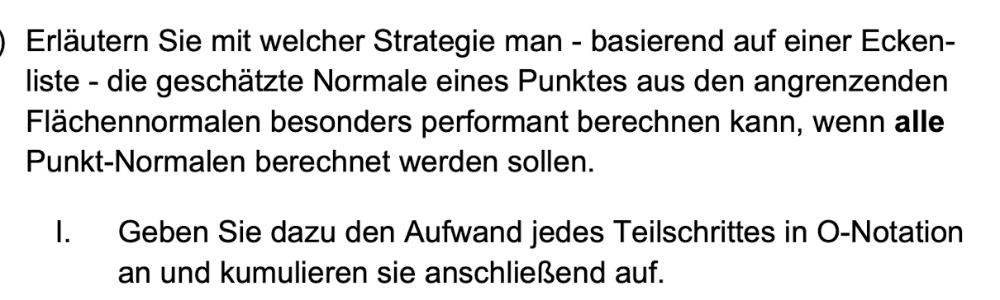 ) Erläutern Sie mit welcher Strategie man - basierend auf einer Ecken-
liste - die geschätzte Normale eines Punktes aus den angrenzenden
Flächennormalen besonders performant berechnen kann, wenn alle
Punkt-Normalen berechnet werden sollen.
I. Geben Sie dazu den Aufwand jedes Teilschrittes in O-Notation
an und kumulieren sie anschließend auf.